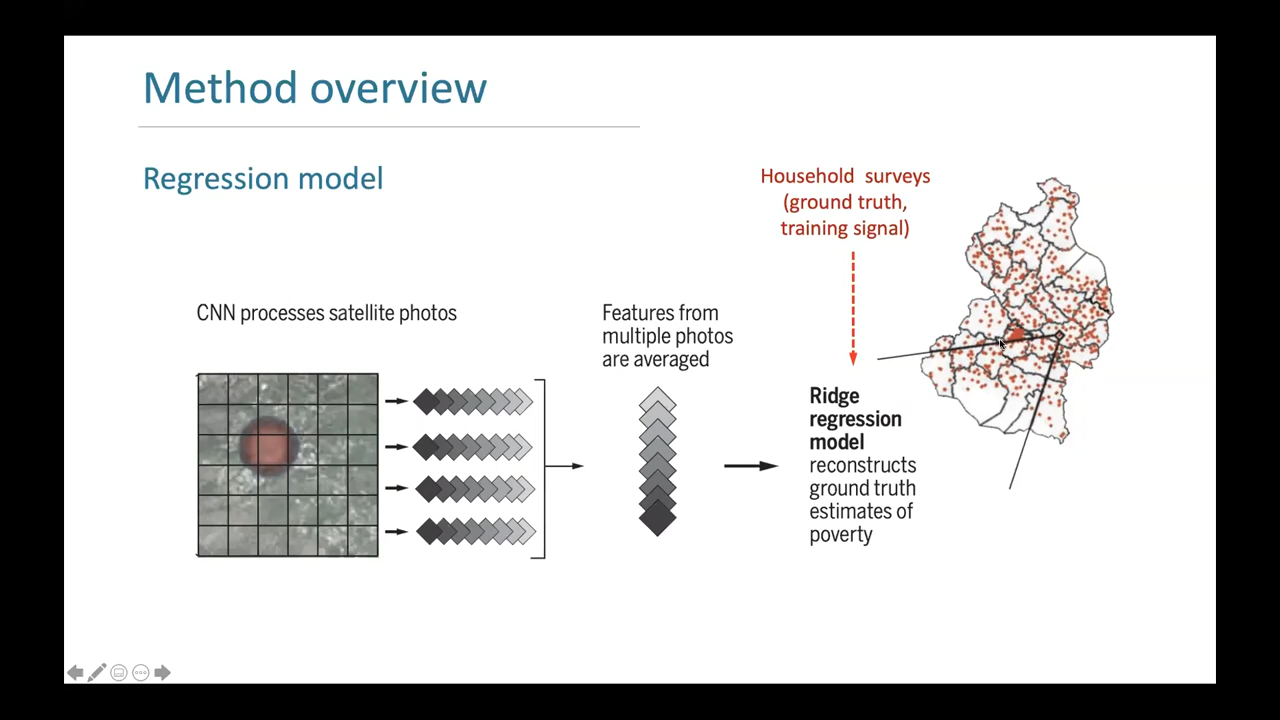 Method overview
Regression model
Household surveys
(ground truth,
training signal)
CNN processes satellite photos
Features from
multiple photos
are averaged
Ridge
regression
model
reconstructs
ground truth
estimates of
poverty